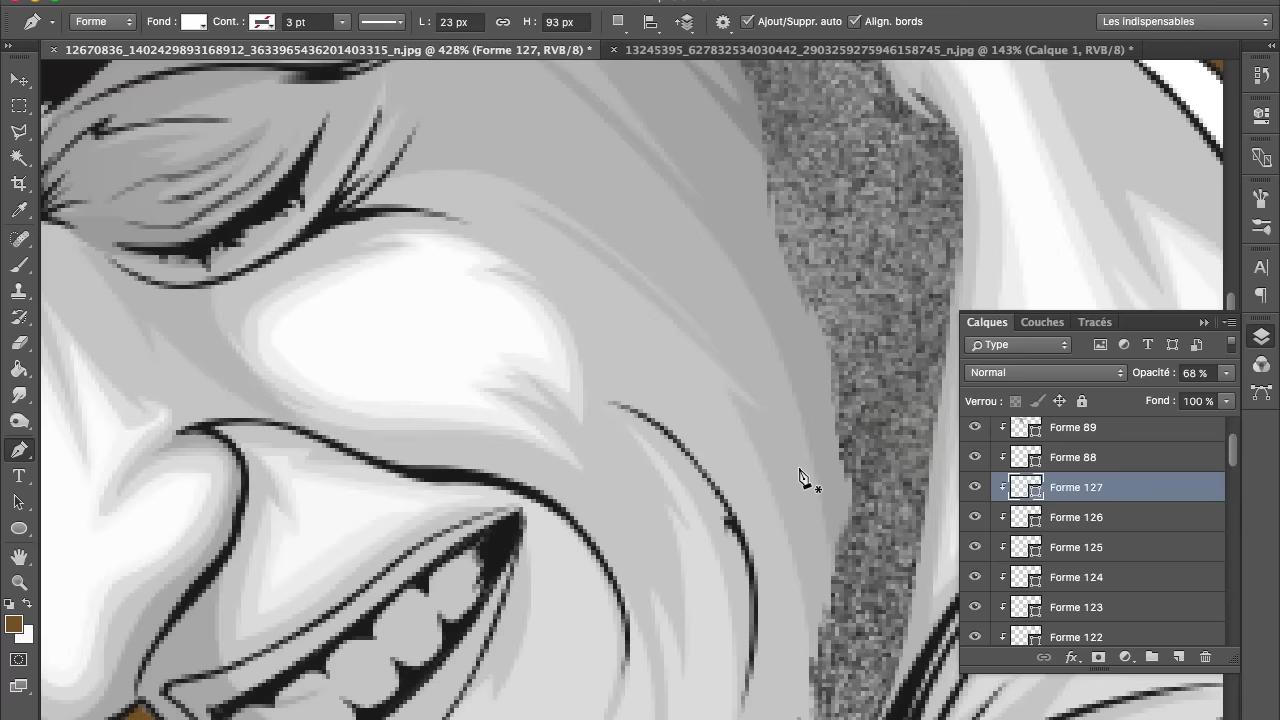 Forme Fond : Cont. : 3 pt L : 23 px H : 93 px Ajout/Suppr. auto Align. bords Les indispensables
12670836_1402429893168912_3633965436201403315_n.jpg @ 428% (Forme 127, RVB/8) * 13245395_627832534030442_2903259275946158745_n.jpg @ 143% (Calque 1, RVB/8) *
Calques Couches Tracés
Type
Normal Opacité : 68 %
Verrou : Fond : 100 %
Forme 89
Forme 88
Forme 127
Forme 126
Forme 125
Forme 124
Forme 123
Forme 122
fx